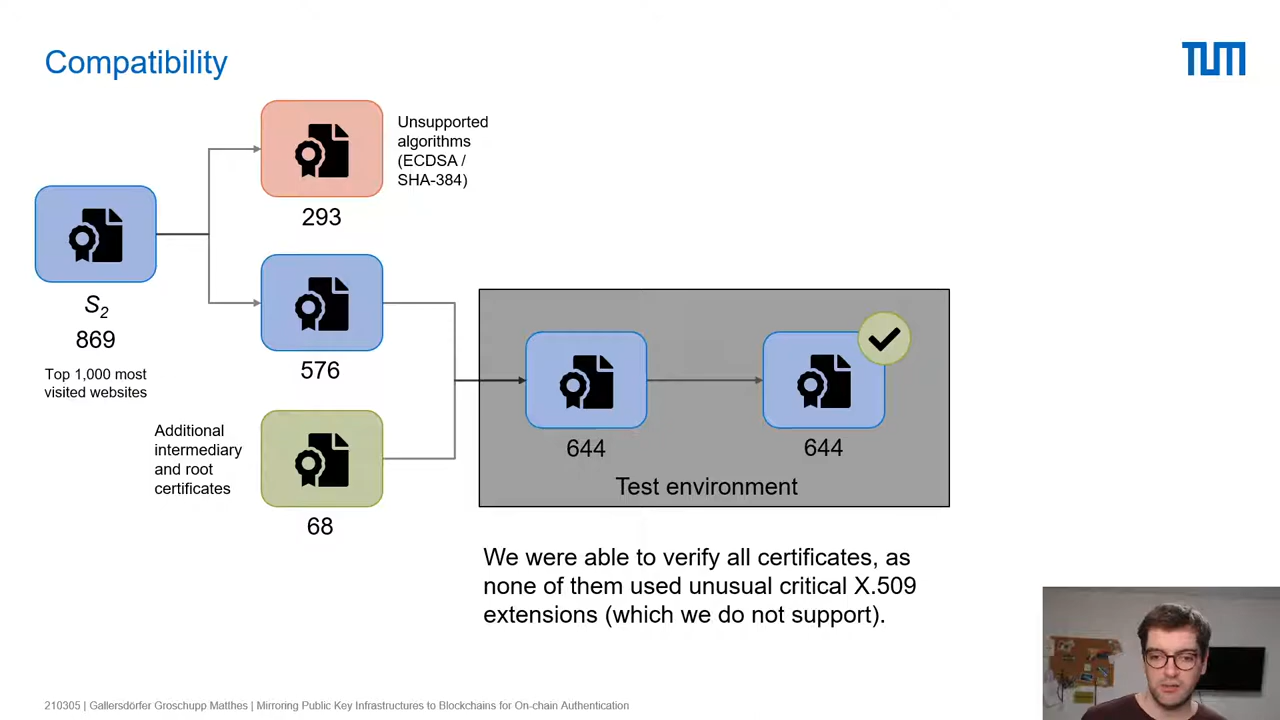 Compatibility
TUM
Unsupported
algorithms
(ECDSA /
SHA-384)
293
S2
869
Top 1,000 most
visited websites
576
Additional
intermediary
and root
certificates
68
644
644
Test environment
We were able to verify all certificates, as
none of them used unusual critical X.509
extensions (which we do not support).
210305 | Gallersdörfer Groschupp Matthes | Mirroring Public Key Infrastructures to Blockchains for On-chain Authentication